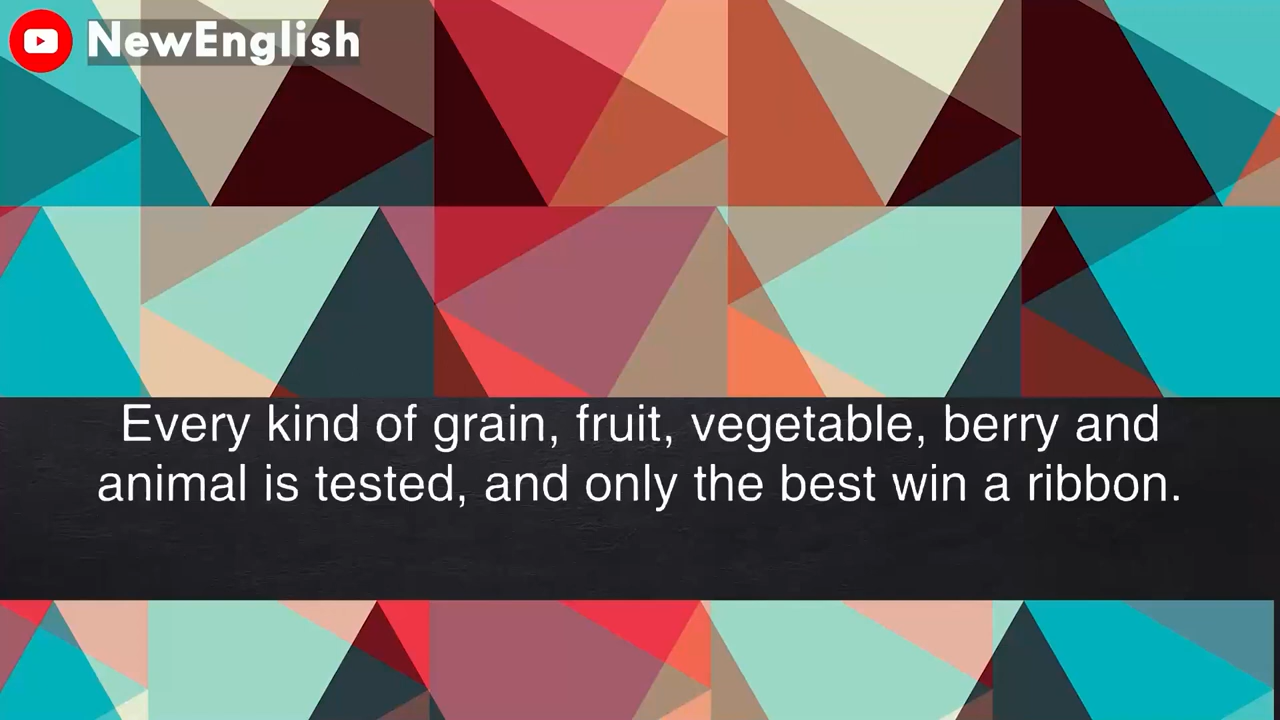 NewEnglish
Every kind of grain, fruit, vegetable, berry and
animal is tested, and only the best win a ribbon.